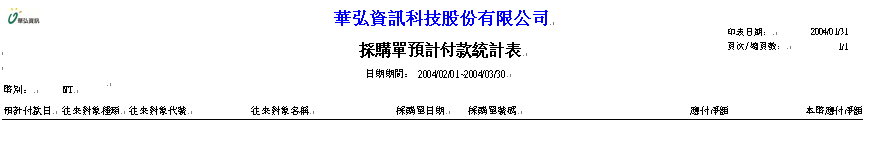 華弘資訊
華弘資訊科技股份有限公司
印表日期： 2004/01/31
採購單預計付款統計表
頁次/總頁數： 1/1
日期期間： 2004/02/01~2004/03/30
幣別： NT
預計付款日 往來對象種類 往來對象代號 往來對象名稱 採購單日期 採購單號碼 應付淨額 本幣應付淨額